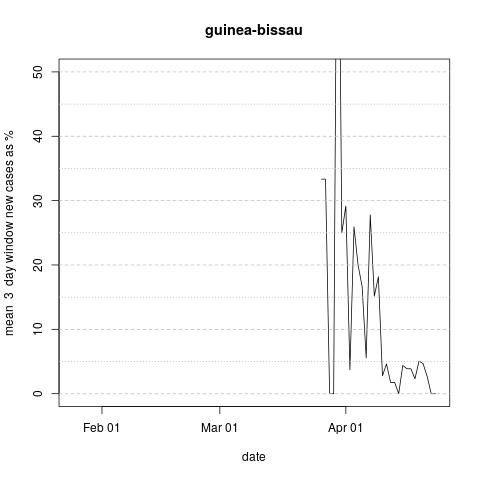 guinea-bissau
mean 3 day window new cases as %
50
40
30
20
10
0
Feb 01
Mar 01
Apr 01
date